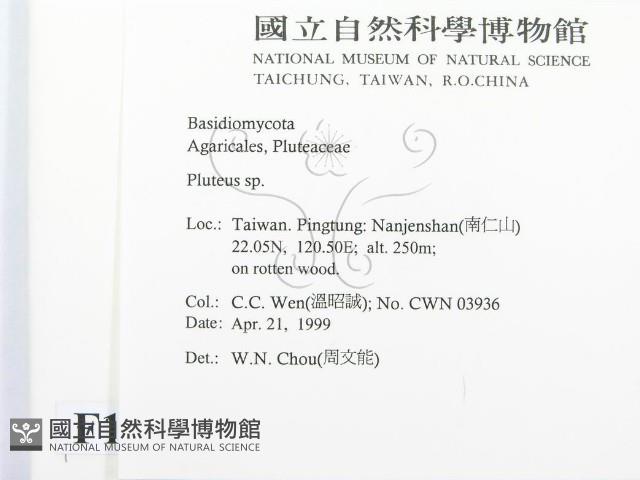 國立自然科學博物館
NATIONAL MUSEUM OF NATURAL SCIENCE
TAICHUNG, TAIWAN, R.O.CHINA
Basidiomycota
Agaricales, Pluteaceae
Pluteus sp.
Loc.: Taiwan. Pingtung: Nanjenshan(南仁山)
22.05N, 120.50E; alt. 250m;
on rotten wood.
Col.: C.C. Wen(溫昭誠); No. CWN 03936
Date: Apr. 21, 1999
Det.: W.N. Chou(周文能)
F1
國立自然科學博物館
NATIONAL MUSEUM OF NATURAL SCIENCE